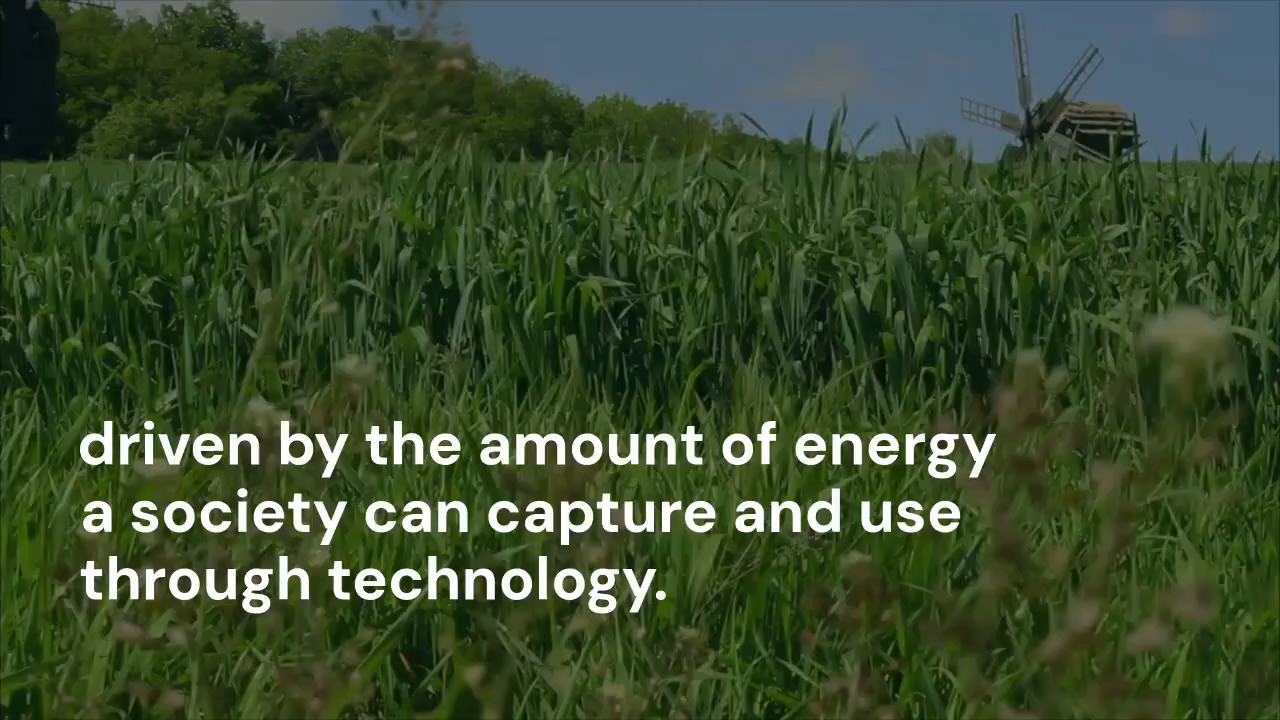 driven by the amount of energy
a society can capture and use
through technology.